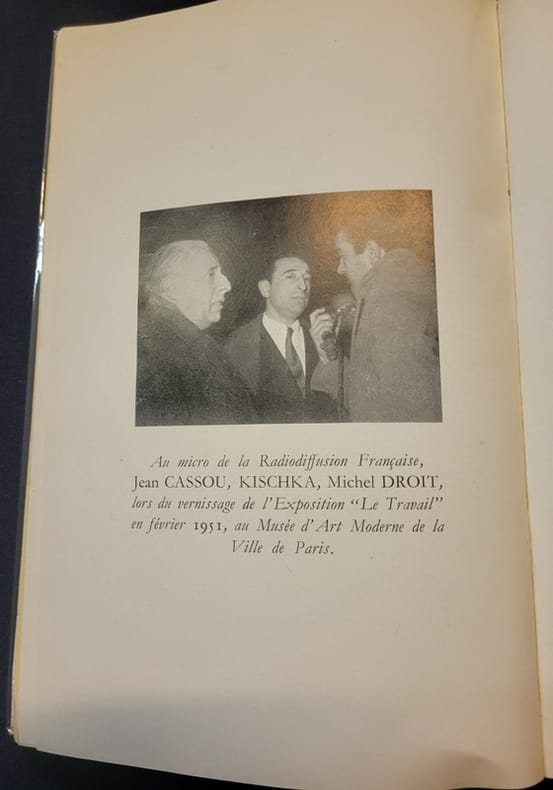 Au micro de la Radiodiffusion Française,
Jean CASSOU, KISCHKA, Michel DROIT,
lors du vernissage de l'Exposition "Le Travail"
en février 1951, au Musée d'Art Moderne de la
Ville de Paris.